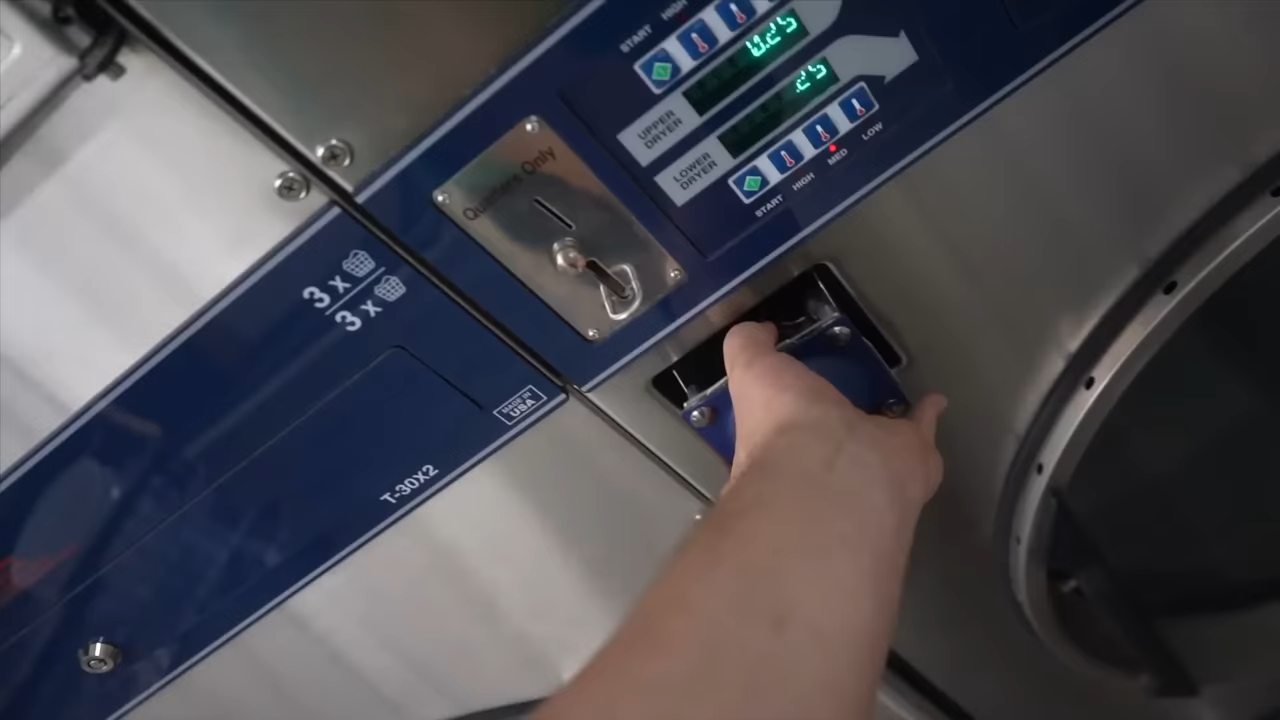 START
HIGH
0.25
.25
UPPER
DRYER
LOWER
DRYER
START
HIGH
MED
LOW
Quarters Only
3 x
3 x
MADE IN
USA
T-30X2